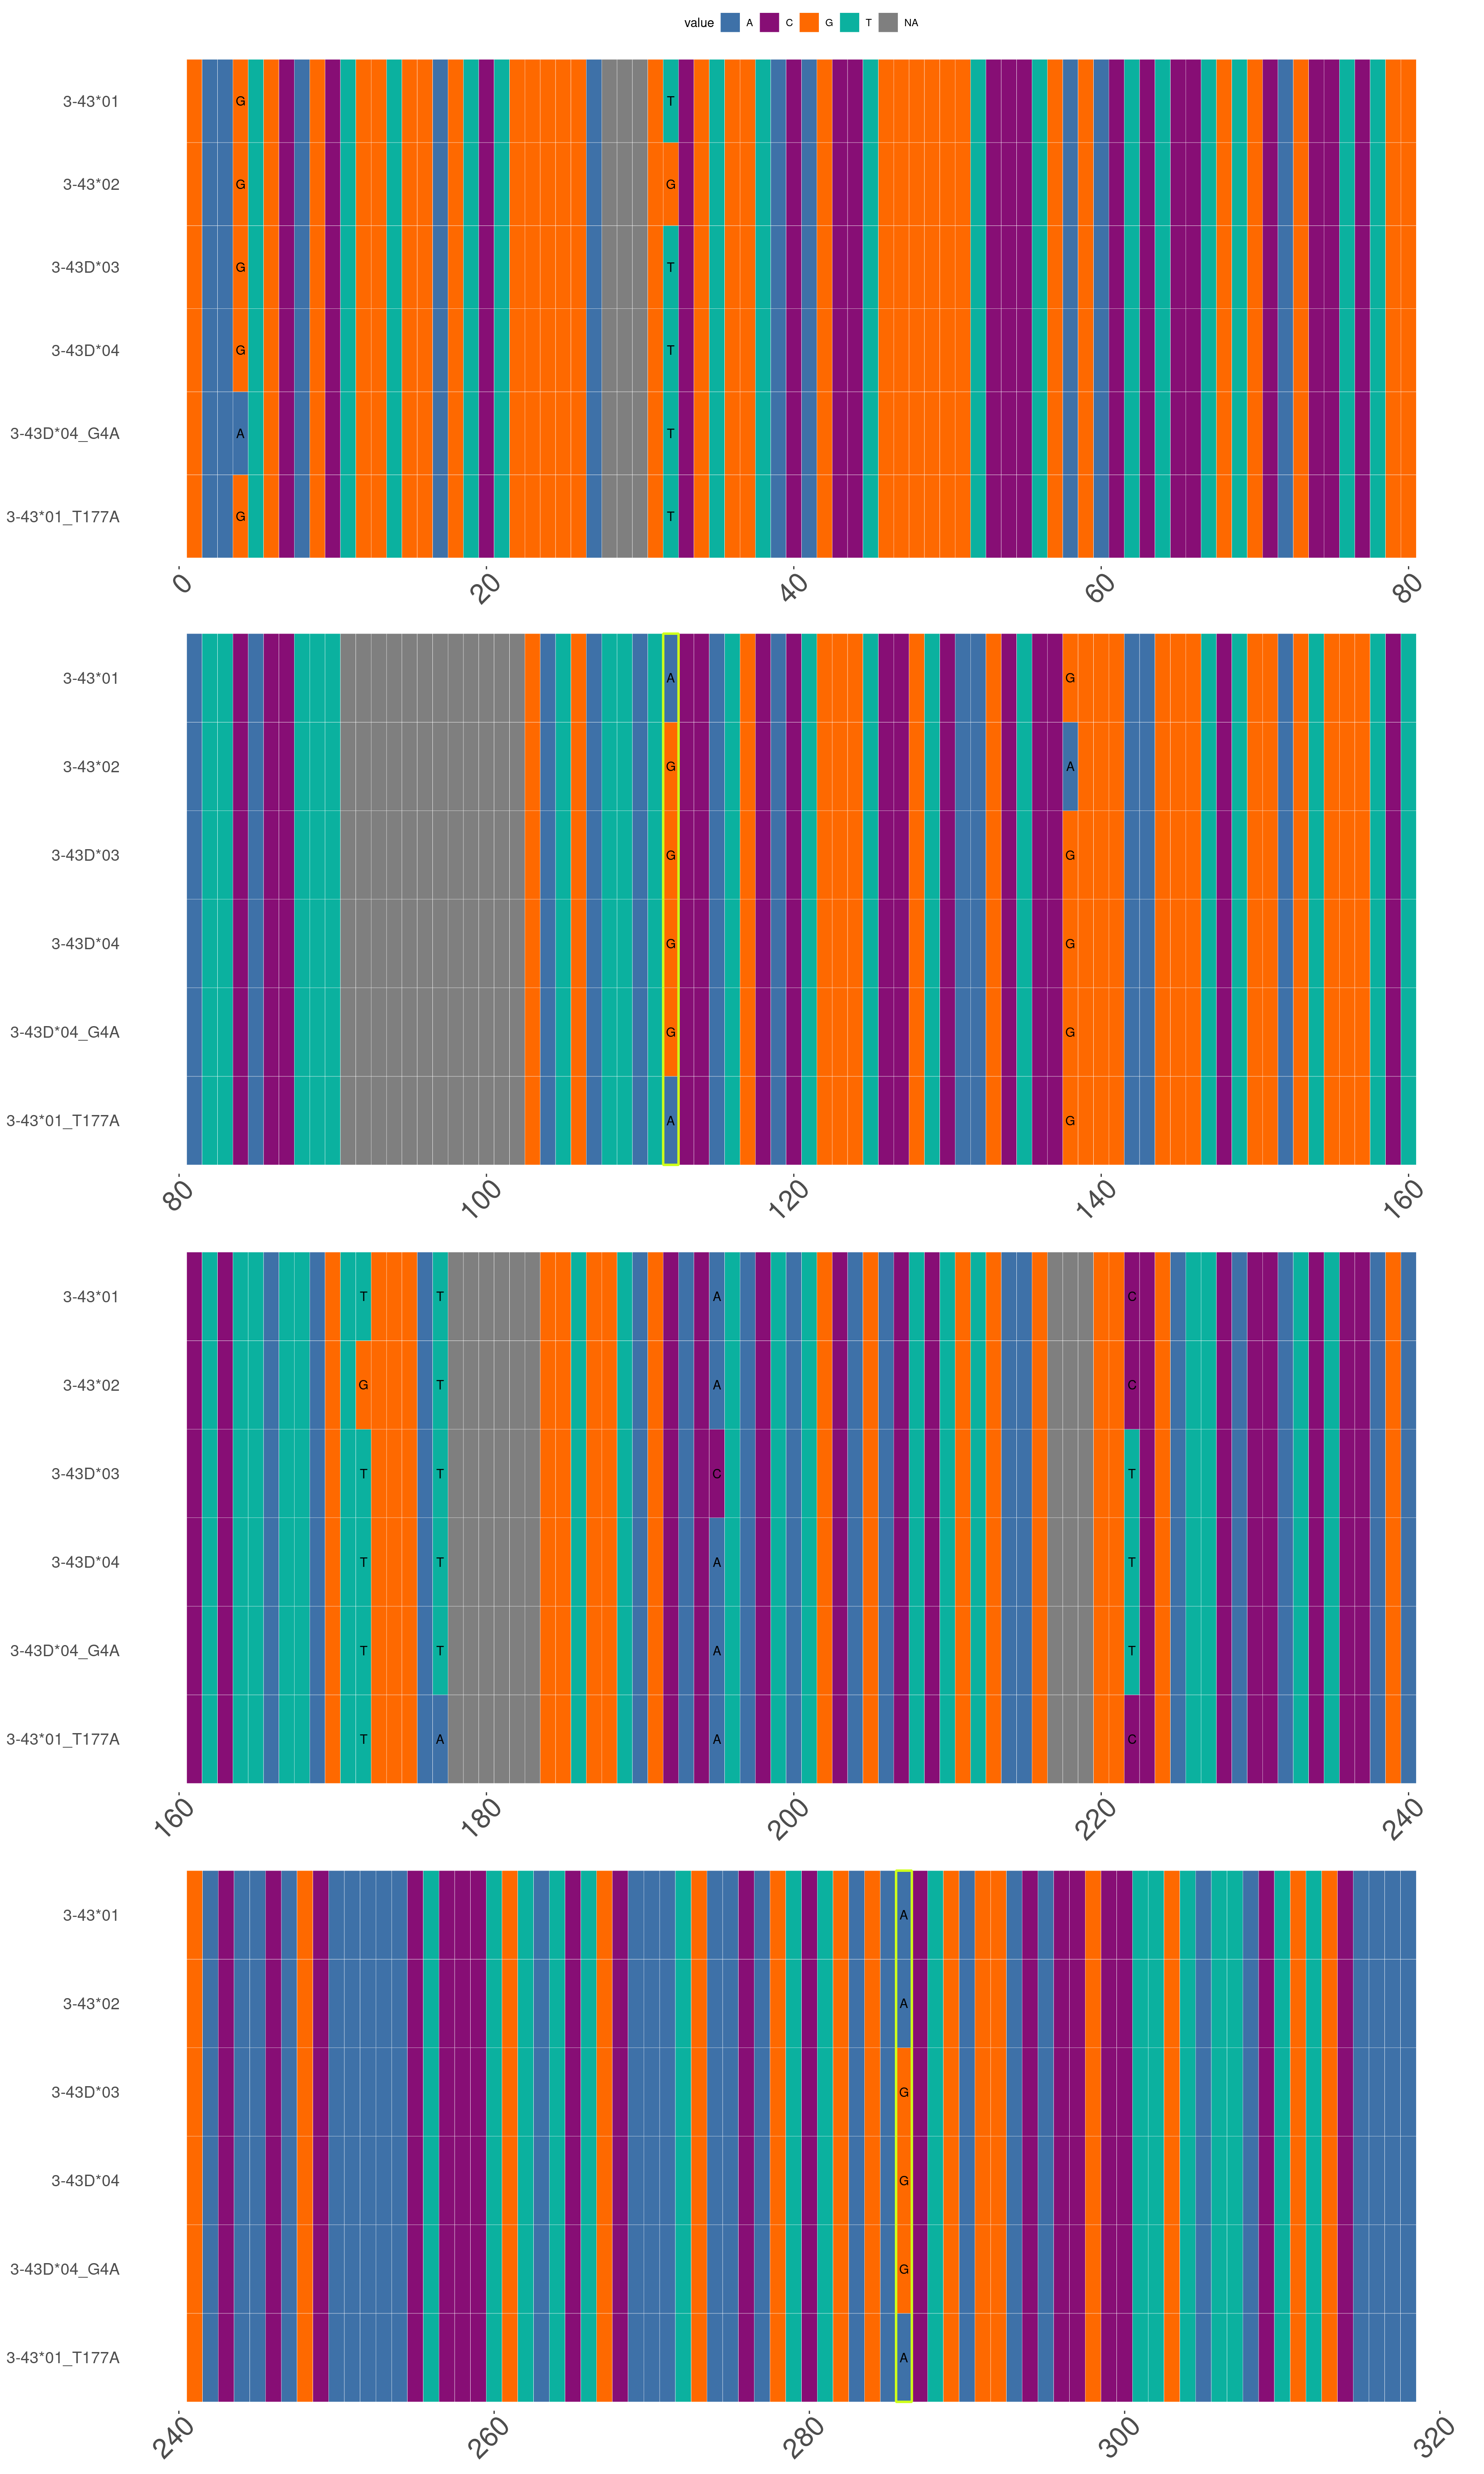 value A C G T NA
3-43*01 G T
3-43*02 G G
3-43D*03 G T
3-43D*04 G T
3-43D*04_G4A A T
3-43*01_T177A G T
0 20 40 60 80
3-43*01 A G
3-43*02 G A
3-43D*03 G G
3-43D*04 G G
3-43D*04_G4A G G
3-43*01_T177A A G
80 100 120 140 160
3-43*01 T T A C
3-43*02 G T A C
3-43D*03 T T C T
3-43D*04 T T A T
3-43D*04_G4A T T A T
3-43*01_T177A T A A C
160 180 200 220 240
3-43*01 A
3-43*02 A
3-43D*03 G
3-43D*04 G
3-43D*04_G4A G
3-43*01_T177A A
240 260 280 300 320